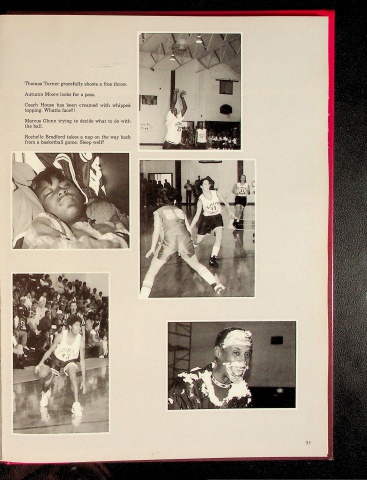 Thomas Turner gracefully shoots a free throw.
Autumn Moore looks for a pass.
Coach House has been creamed with whipped
topping. Whatta face!!
Marcus Glenn trying to decide what to do with
the ball.
Rochelle Bradford takes a nap on the way back
from a basketball game. Sleep well!